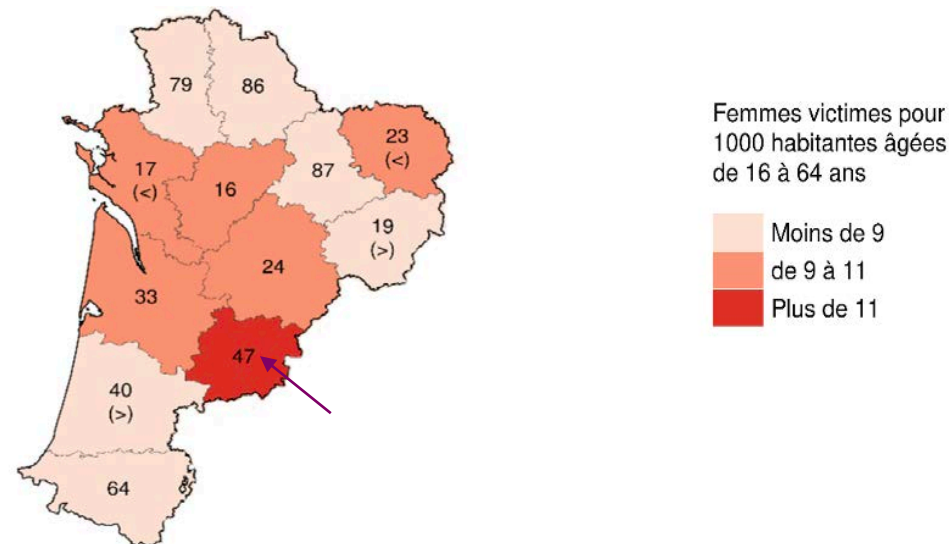 79
86
23
(<)
17
(<)
16
87
19
(>)
24
33
47
40
(>)
64
Femmes victimes pour
1000 habitantes âgées
de 16 à 64 ans
Moins de 9
de 9 à 11
Plus de 11